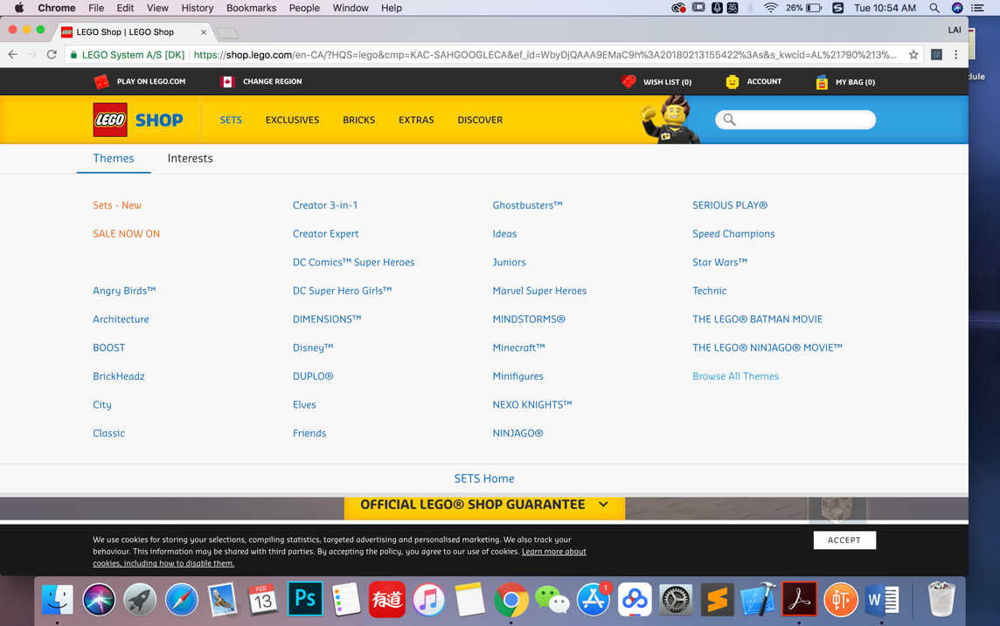 Chrome File Edit View History Bookmarks People Window Help 26% Tue 10:54 AM
LEGO Shop | LEGO Shop LAI
LEGO System A/S [DK] https://shop.lego.com/en-CA/?HQS=lego&cmp=KAC-SAHGOOGLECA&ef_id=WbyDjQAAA9EMaC9h%3A20180213155422%3As&s_kwcid=AL%21790%213%...
dule
PLAY ON LEGO.COM CHANGE REGION WISH LIST (0) ACCOUNT MY BAG (0)
LEGO SHOP SETS EXCLUSIVES BRICKS EXTRAS DISCOVER
Themes Interests
Sets - New Creator 3-in-1 Ghostbusters™ SERIOUS PLAY®
SALE NOW ON Creator Expert Ideas Speed Champions
DC Comics™ Super Heroes Juniors Star Wars™
Angry Birds™ DC Super Hero Girls™ Marvel Super Heroes Technic
Architecture DIMENSIONS™ MINDSTORMS® THE LEGO® BATMAN MOVIE
BOOST Disney™ Minecraft™ THE LEGO® NINJAGO® MOVIE™
BrickHeadz DUPLO® Minifigures Browse All Themes
City Elves NEXO KNIGHTS™
Classic Friends NINJAGO®
SETS Home
OFFICIAL LEGO® SHOP GUARANTEE
We use cookies for storing your selections, compiling statistics, targeted advertising and personalised marketing. We also track your
behaviour. This information may be shared with third parties. By accepting the policy, you agree to our use of cookies. Learn more about
cookies, including how to disable them.
ACCEPT
FEB
13
Ps
有道
1
W